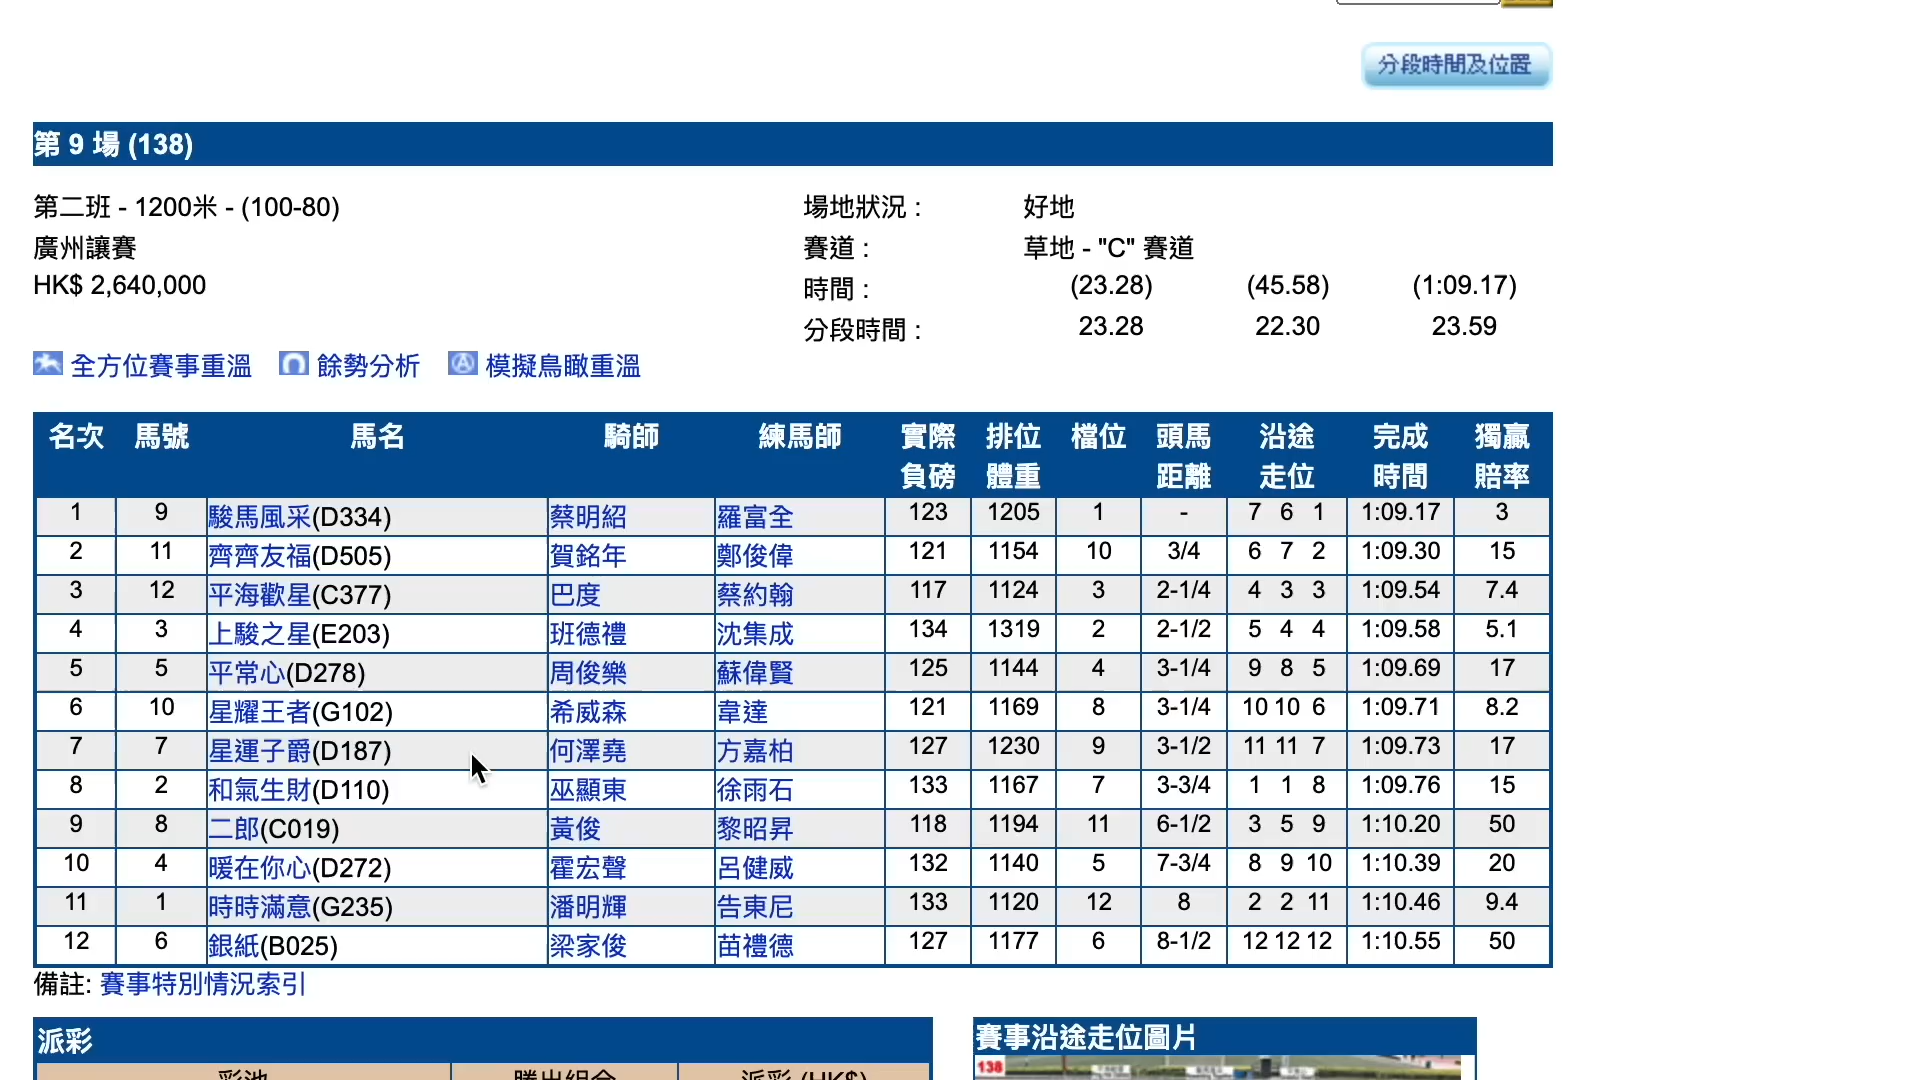 分段時間及位置
第 9 場 (138)
第二班 - 1200米 - (100-80)
場地狀況 :
好地
廣州讓賽
賽道 :
草地 - "C" 賽道
HK$ 2,640,000
時間 :
(23.28) (45.58) (1:09.17)
分段時間 :
23.28 22.30 23.59
全方位賽事重溫 餘勢分析 模擬鳥瞰重溫
名次 馬號 馬名 騎師 練馬師 實際負磅 排位體重 檔位 頭馬距離 沿途走位 完成時間 獨贏賠率
1 9 駿馬風采(D334) 蔡明紹 羅富全 123 1205 1 - 7 6 1 1:09.17 3
2 11 齊齊友福(D505) 賀銘年 鄭俊偉 121 1154 10 3/4 6 7 2 1:09.30 15
3 12 平海歡星(C377) 巴度 蔡約翰 117 1124 3 2-1/4 4 3 3 1:09.54 7.4
4 3 上駿之星(E203) 班德禮 沈集成 134 1319 2 2-1/2 5 4 4 1:09.58 5.1
5 5 平常心(D278) 周俊樂 蘇偉賢 125 1144 4 3-1/4 9 8 5 1:09.69 17
6 10 星耀王者(G102) 希威森 韋達 121 1169 8 3-1/4 10 10 6 1:09.71 8.2
7 7 星運子爵(D187) 何澤堯 方嘉柏 127 1230 9 3-1/2 11 11 7 1:09.73 17
8 2 和氣生財(D110) 巫顯東 徐雨石 133 1167 7 3-3/4 1 1 8 1:09.76 15
9 8 二郎(C019) 黃俊 黎昭昇 118 1194 11 6-1/2 3 5 9 1:10.20 50
10 4 暖在你心(D272) 霍宏聲 呂健威 132 1140 5 7-3/4 8 9 10 1:10.39 20
11 1 時時滿意(G235) 潘明輝 告東尼 133 1120 12 8 2 2 11 1:10.46 9.4
12 6 銀紙(B025) 梁家俊 苗禮德 127 1177 6 8-1/2 12 12 12 1:10.55 50
備註: 賽事特別情況索引
派彩
賽事沿途走位圖片
彩池 勝出組合 派彩 (HK$)
138